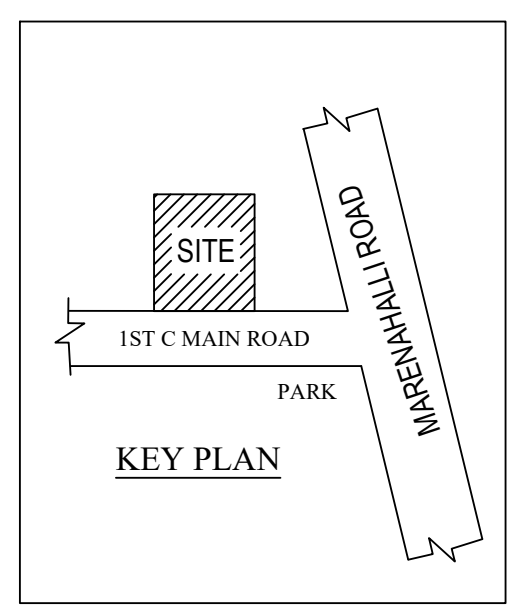 SITE
MARENAHALLI ROAD
1ST C MAIN ROAD
PARK
KEY PLAN